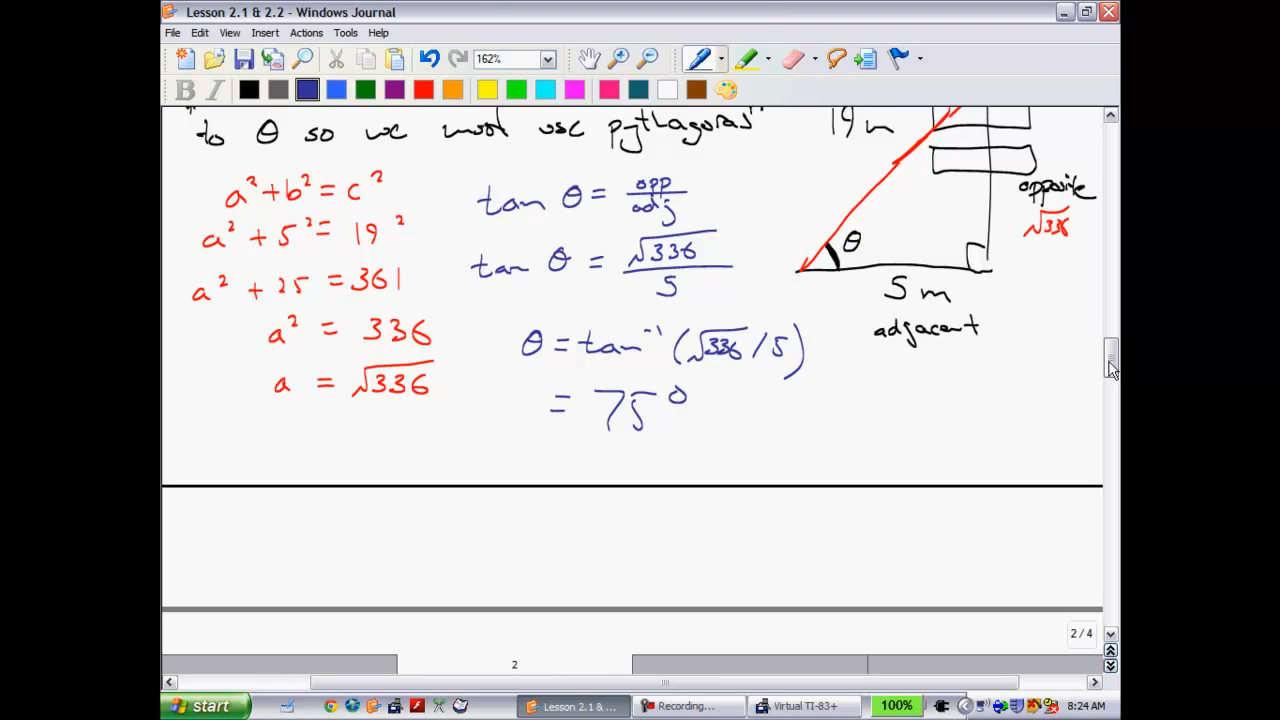 Lesson 2.1 & 2.2 - Windows Journal
File Edit View Insert Actions Tools Help
162%
B I
"to θ so we must use pythagoras"
19 m
a² + b² = c²
a² + 5² = 19²
a² + 25 = 361
a² = 336
a = √336
tan θ = opp/adj
tan θ = √336/5
θ = tan⁻¹ (√336 / 5)
= 75°
opposite
√336
θ
5 m
adjacent
2 / 4
2
start
Lesson 2.1 & ...
Recording...
Virtual TI-83+
100%
8:24 AM